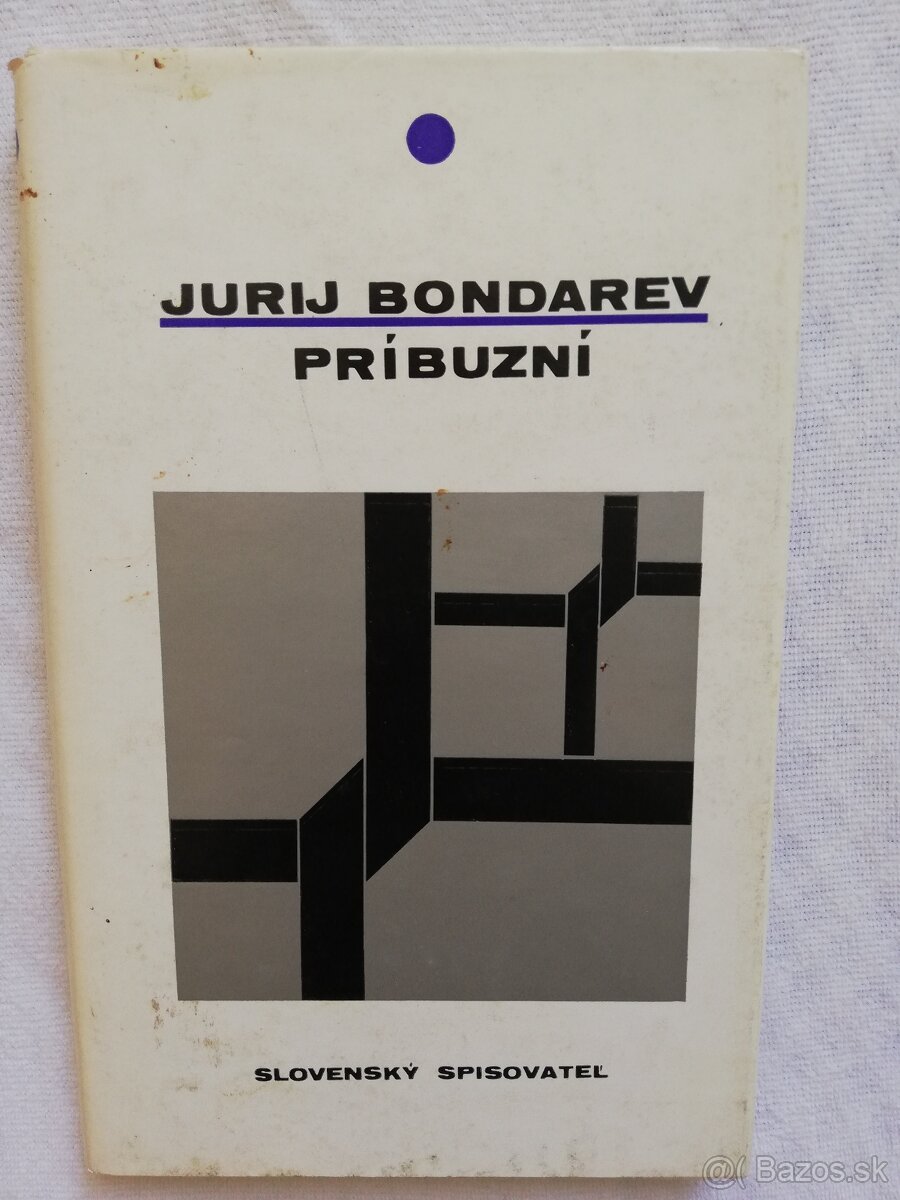 JURIJ BONDAREV
PRÍBUZNÍ
SLOVENSKÝ SPISOVATEĽ
@( Bazos.sk